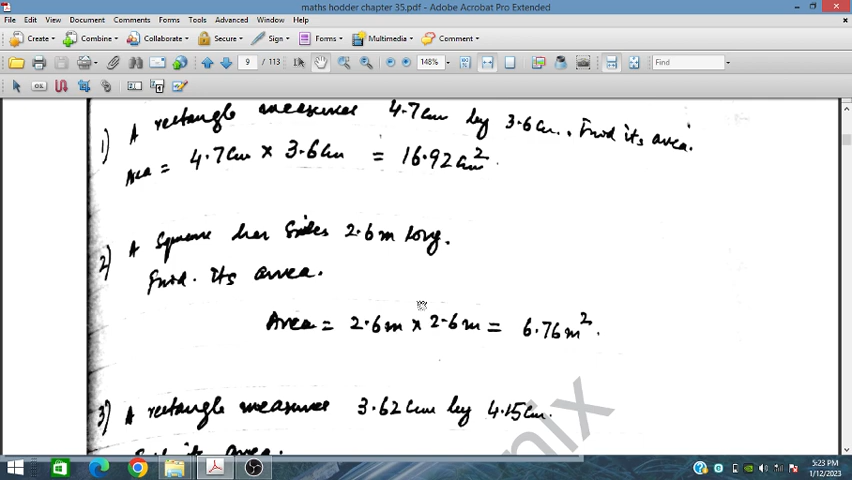 maths hodder chapter 35.pdf - Adobe Acrobat Pro Extended
File Edit View Document Comments Forms Tools Advanced Window Help
Create Combine Collaborate Secure Sign Forms Multimedia Comment
9 / 113 148% Find
1) A rectangle measures 4.7cm by 3.6cm. Find its area.
Area = 4.7cm × 3.6cm = 16.92cm².
2) A Square has Sides 2.6m long.
Find. its area.
Area = 2.6m × 2.6m = 6.76m².
3) A rectangle measures 3.62cm by 4.15cm.
Find its area.
nix
5:23 PM
1/12/2023